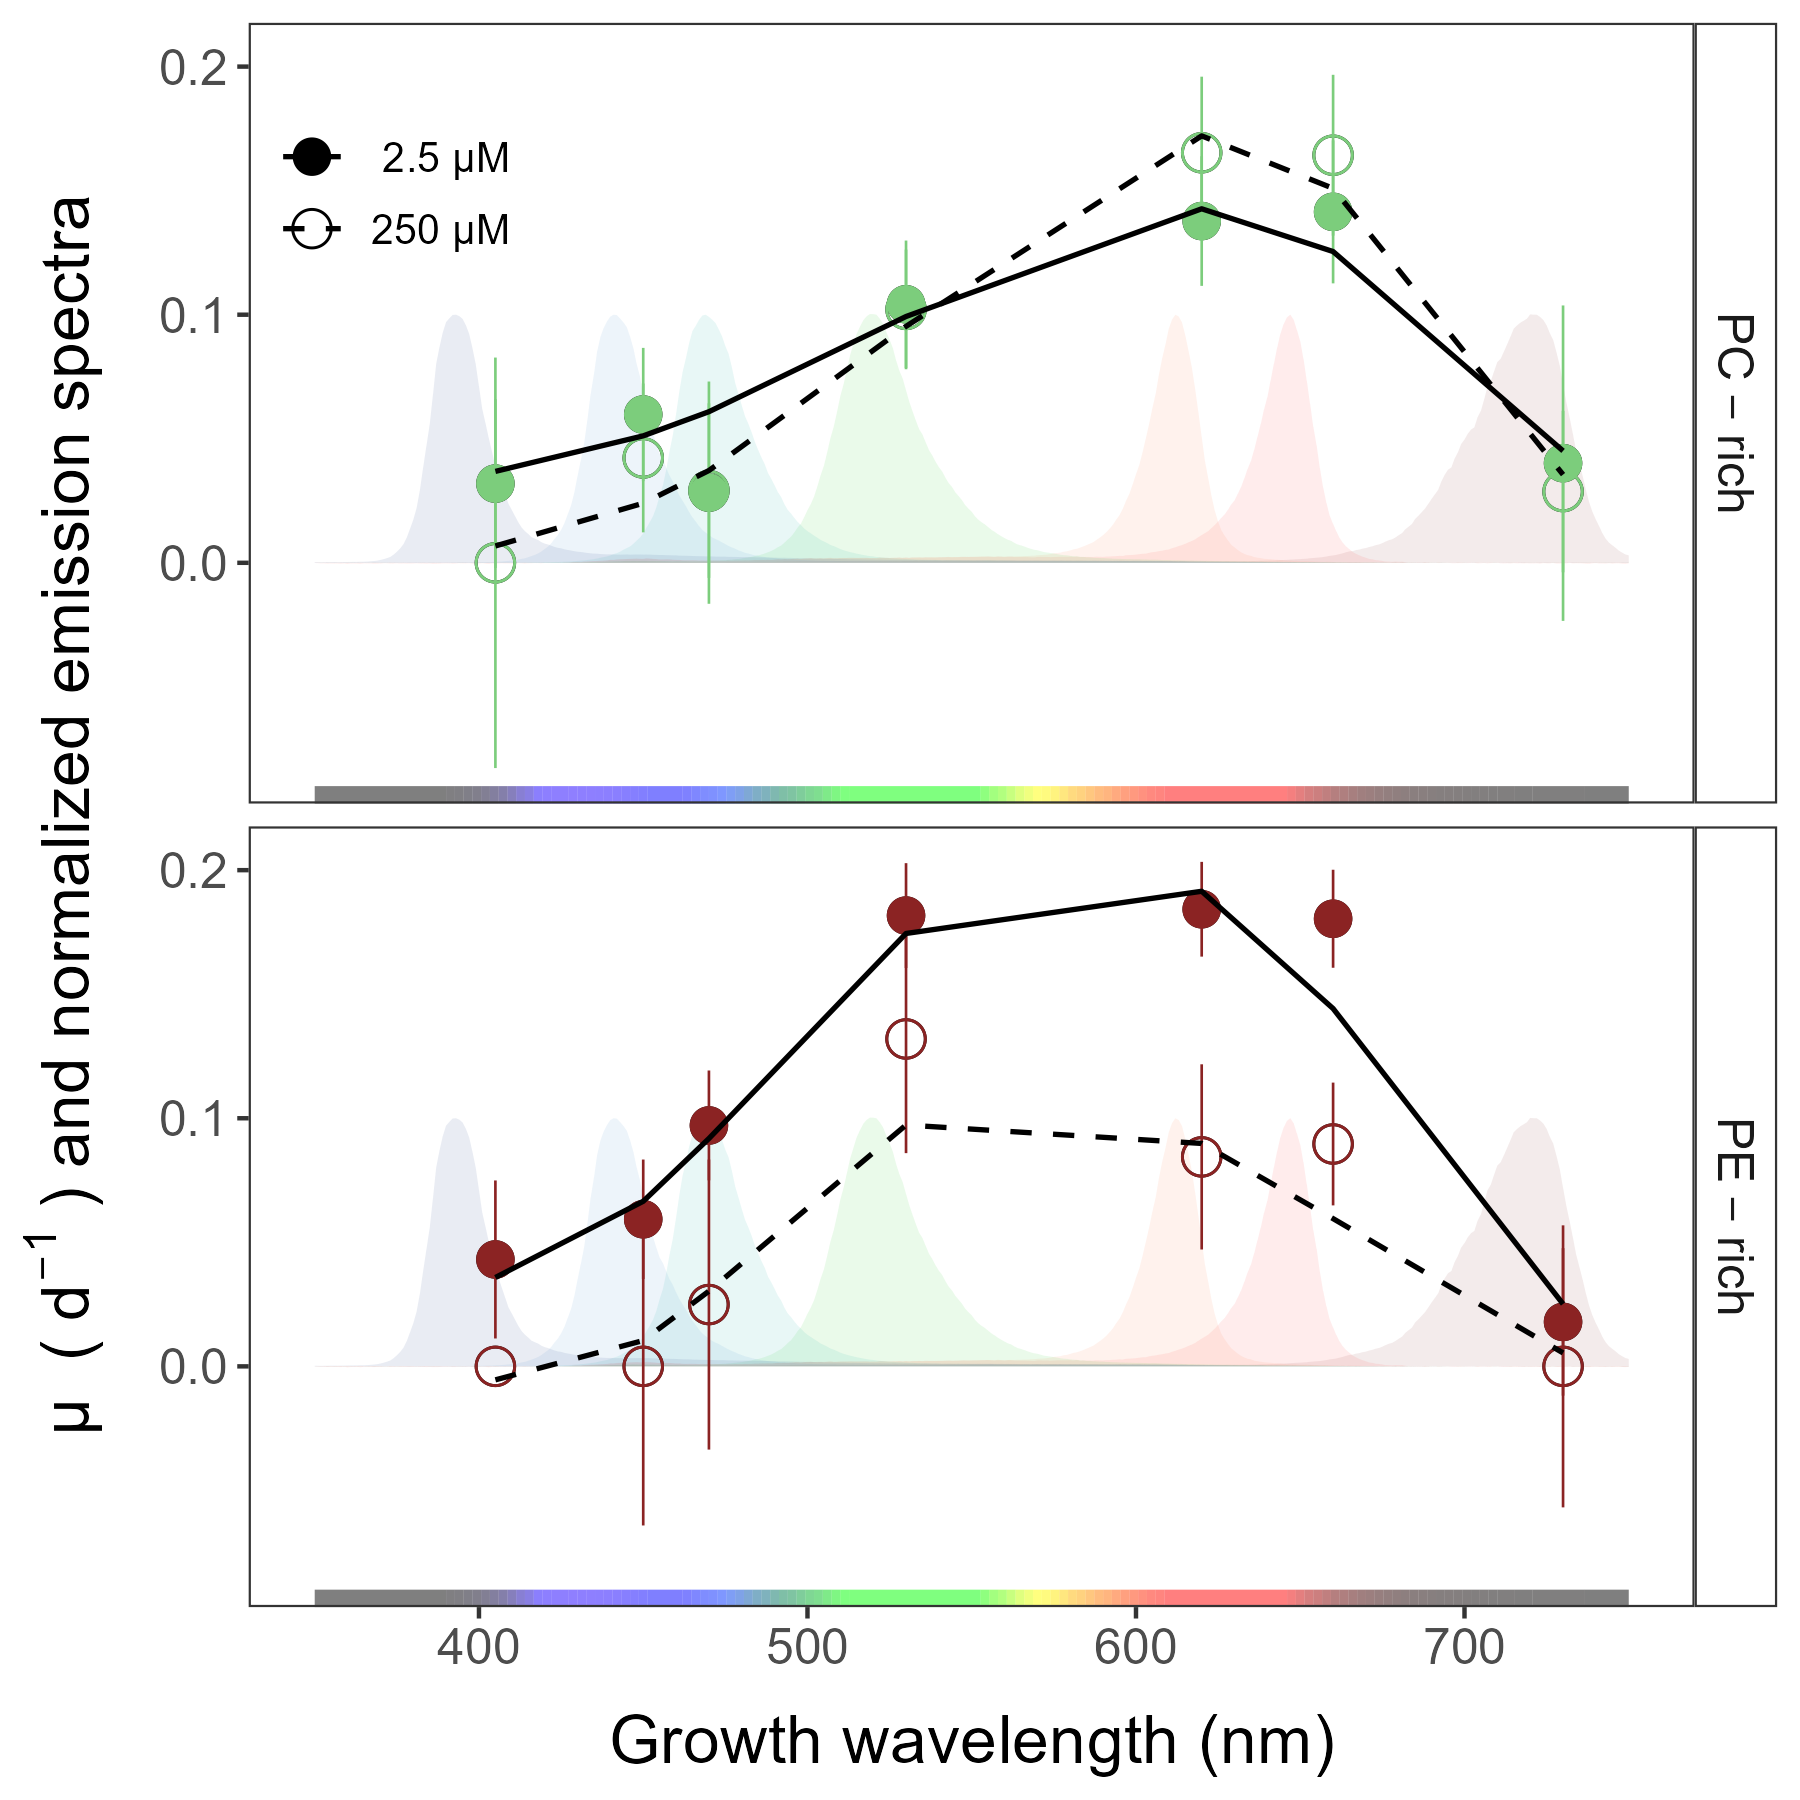 μ ( d⁻¹ ) and normalized emission spectra
0.2
0.1
0.0
2.5 μM
250 μM
PC – rich
0.2
0.1
0.0
PE – rich
400 500 600 700
Growth wavelength (nm)